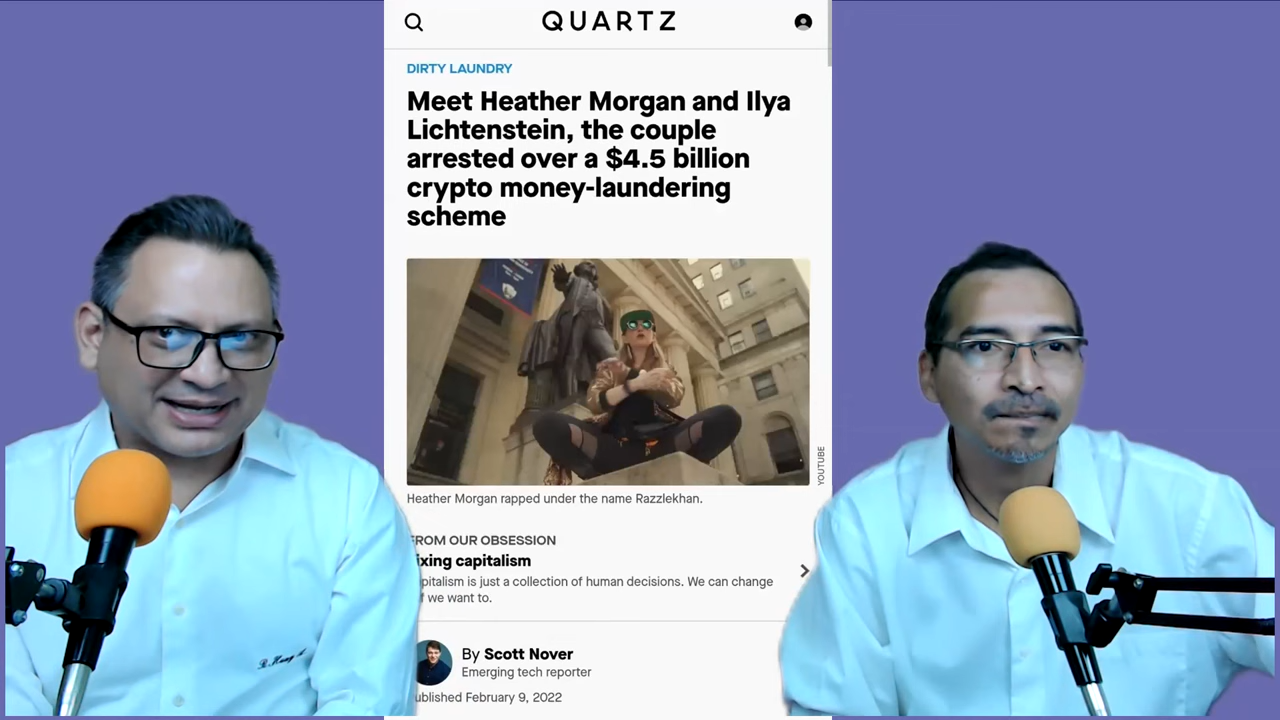 QUARTZ
DIRTY LAUNDRY
Meet Heather Morgan and Ilya
Lichtenstein, the couple
arrested over a $4.5 billion
crypto money-laundering
scheme
YOUTUBE
Heather Morgan rapped under the name Razzlekhan.
FROM OUR OBSESSION
ixing capitalism
pitalism is just a collection of human decisions. We can change
f we want to.
By Scott Nover
Emerging tech reporter
ublished February 9, 2022